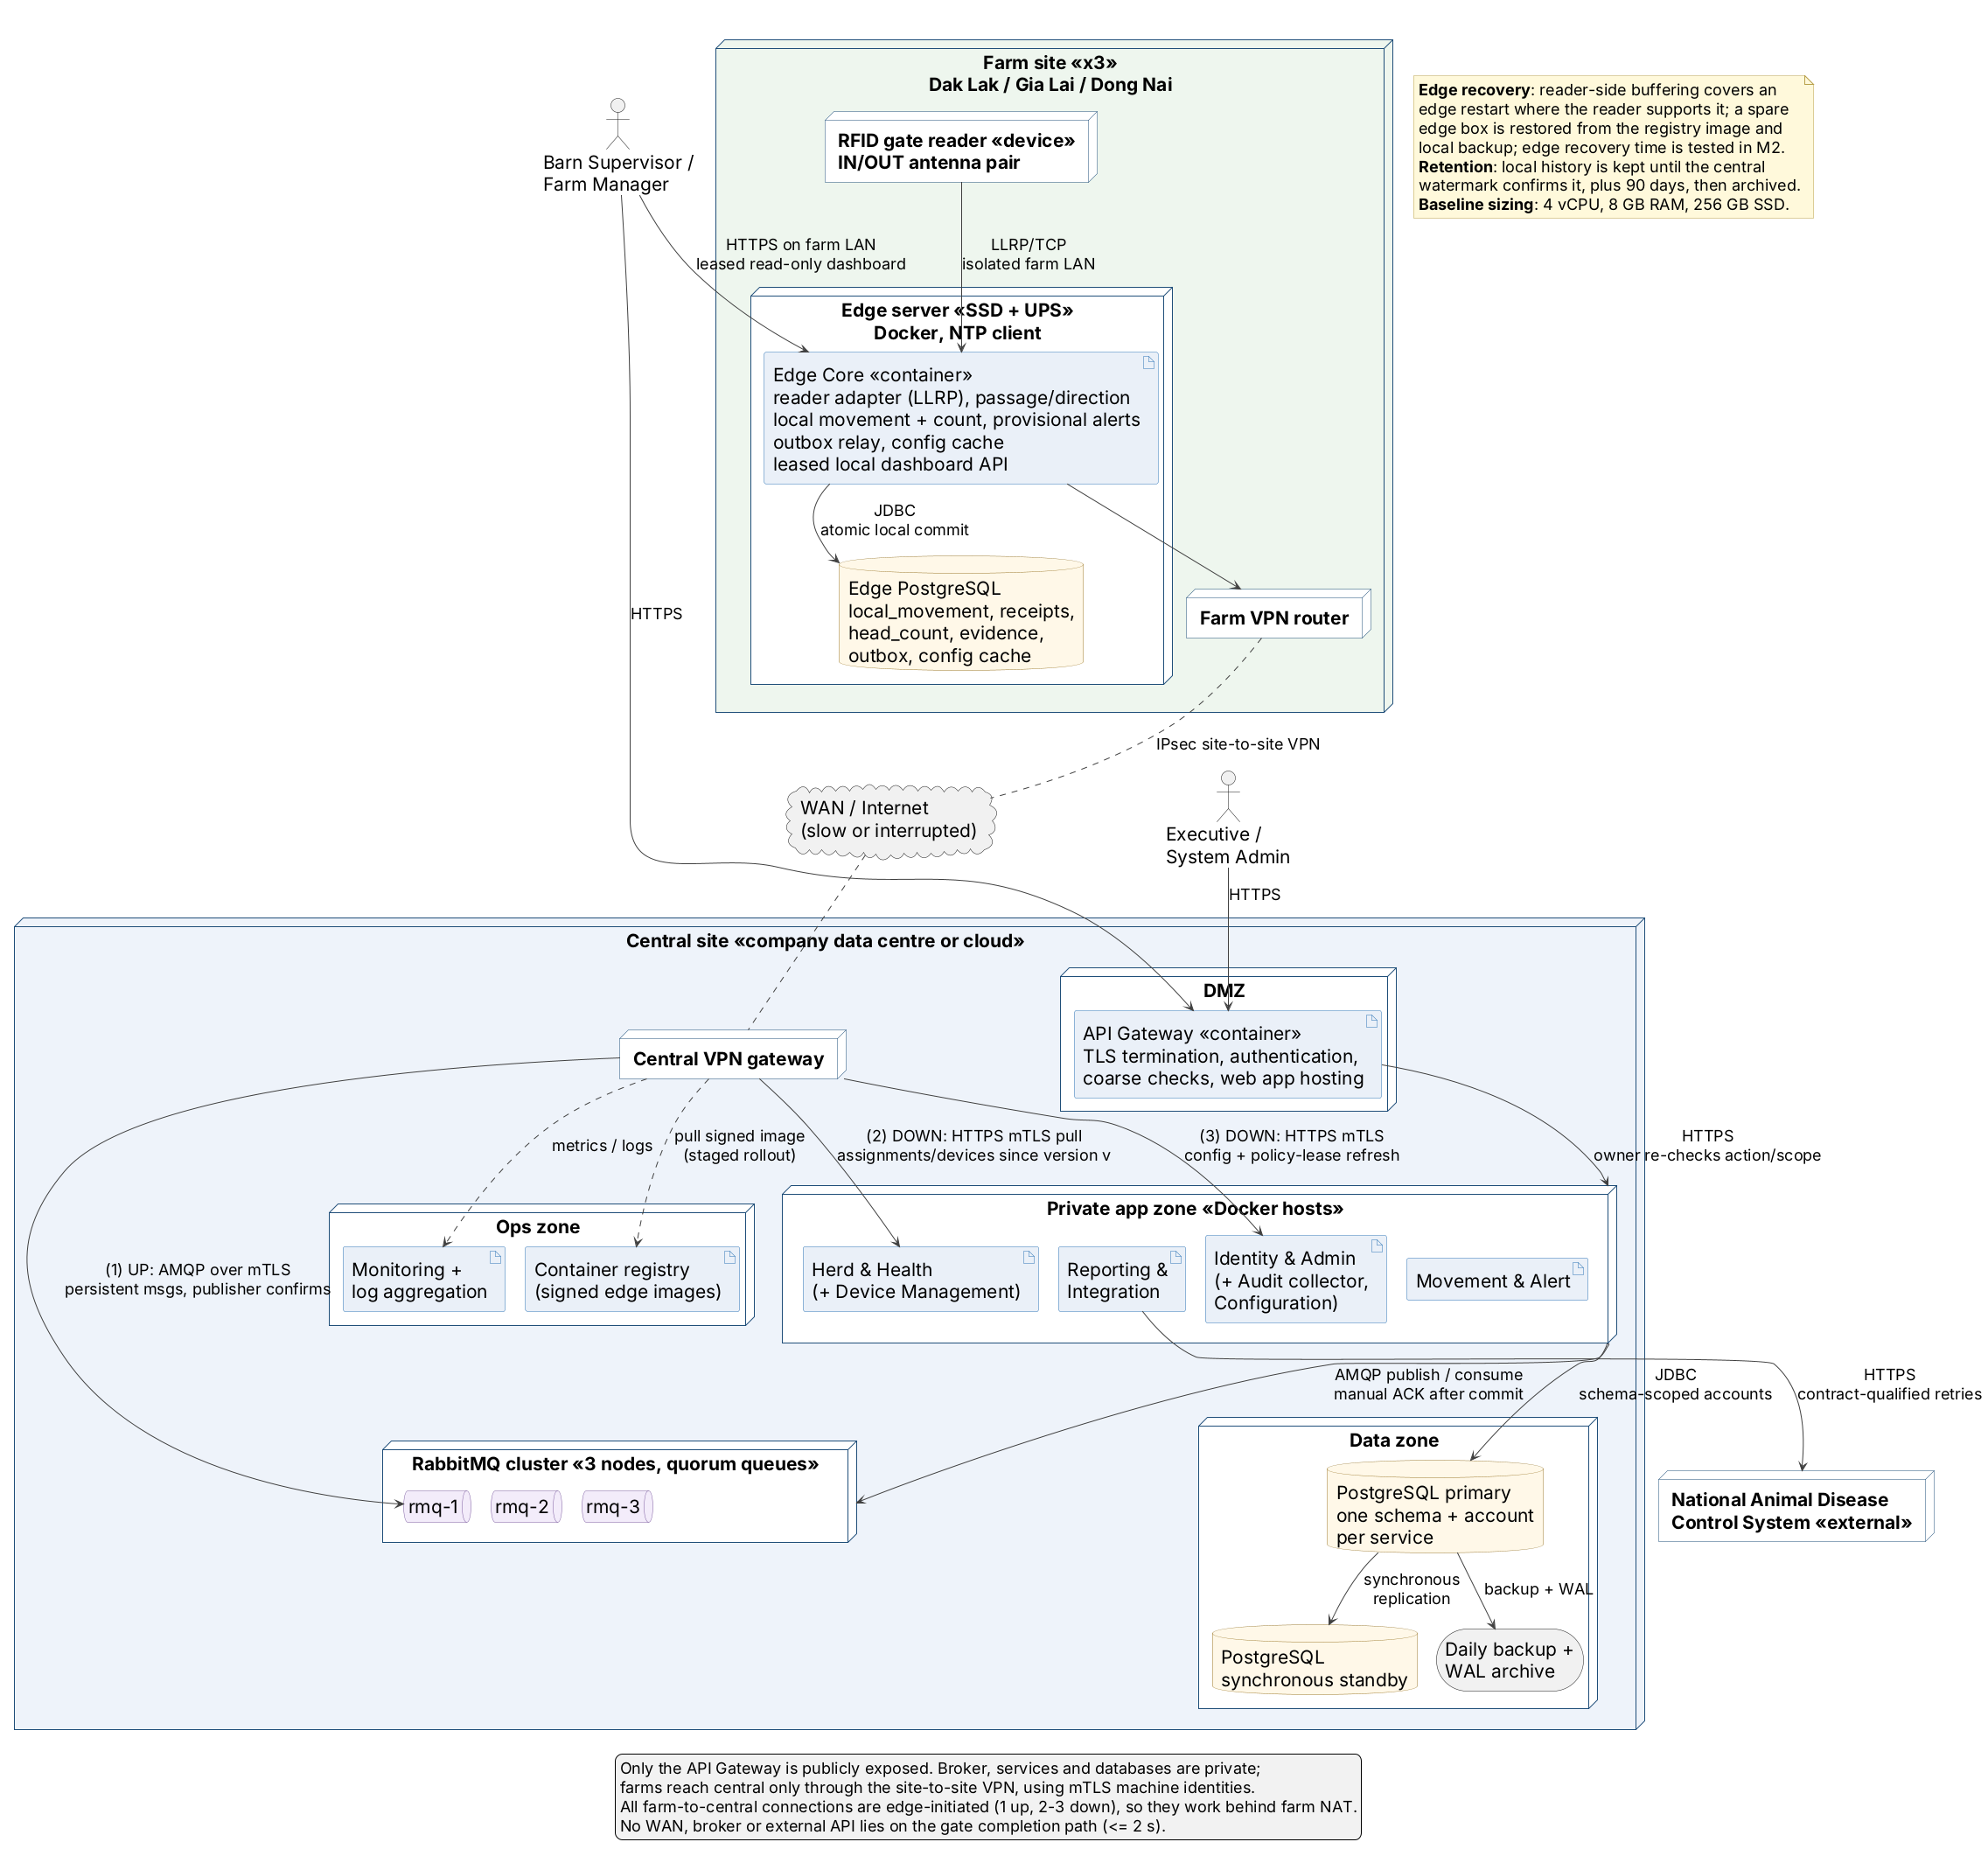 Farm site «x3»
Dak Lak / Gia Lai / Dong Nai
Edge recovery: reader-side buffering covers an
edge restart where the reader supports it; a spare
edge box is restored from the registry image and
local backup; edge recovery time is tested in M2.
Retention: local history is kept until the central
watermark confirms it, plus 90 days, then archived.
Baseline sizing: 4 vCPU, 8 GB RAM, 256 GB SSD.
RFID gate reader «device»
IN/OUT antenna pair
Barn Supervisor /
Farm Manager
HTTPS on farm LAN
leased read-only dashboard
LLRP/TCP
isolated farm LAN
Edge server «SSD + UPS»
Docker, NTP client
Edge Core «container»
reader adapter (LLRP), passage/direction
local movement + count, provisional alerts
outbox relay, config cache
leased local dashboard API
JDBC
atomic local commit
Edge PostgreSQL
local_movement, receipts,
head_count, evidence,
outbox, config cache
HTTPS
Farm VPN router
IPsec site-to-site VPN
WAN / Internet
(slow or interrupted)
Executive /
System Admin
HTTPS
Central site «company data centre or cloud»
DMZ
API Gateway «container»
TLS termination, authentication,
coarse checks, web app hosting
Central VPN gateway
metrics / logs
pull signed image
(staged rollout)
(2) DOWN: HTTPS mTLS pull
assignments/devices since version v
(3) DOWN: HTTPS mTLS
config + policy-lease refresh
HTTPS
owner re-checks action/scope
Ops zone
Monitoring +
log aggregation
Container registry
(signed edge images)
Private app zone «Docker hosts»
Herd & Health
(+ Device Management)
Reporting &
Integration
Identity & Admin
(+ Audit collector,
Configuration)
Movement & Alert
(1) UP: AMQP over mTLS
persistent msgs, publisher confirms
AMQP publish / consume
manual ACK after commit
JDBC
schema-scoped accounts
HTTPS
contract-qualified retries
RabbitMQ cluster «3 nodes, quorum queues»
rmq-1
rmq-2
rmq-3
Data zone
PostgreSQL primary
one schema + account
per service
National Animal Disease
Control System «external»
synchronous
replication
backup + WAL
PostgreSQL
synchronous standby
Daily backup +
WAL archive
Only the API Gateway is publicly exposed. Broker, services and databases are private;
farms reach central only through the site-to-site VPN, using mTLS machine identities.
All farm-to-central connections are edge-initiated (1 up, 2-3 down), so they work behind farm NAT.
No WAN, broker or external API lies on the gate completion path (<= 2 s).